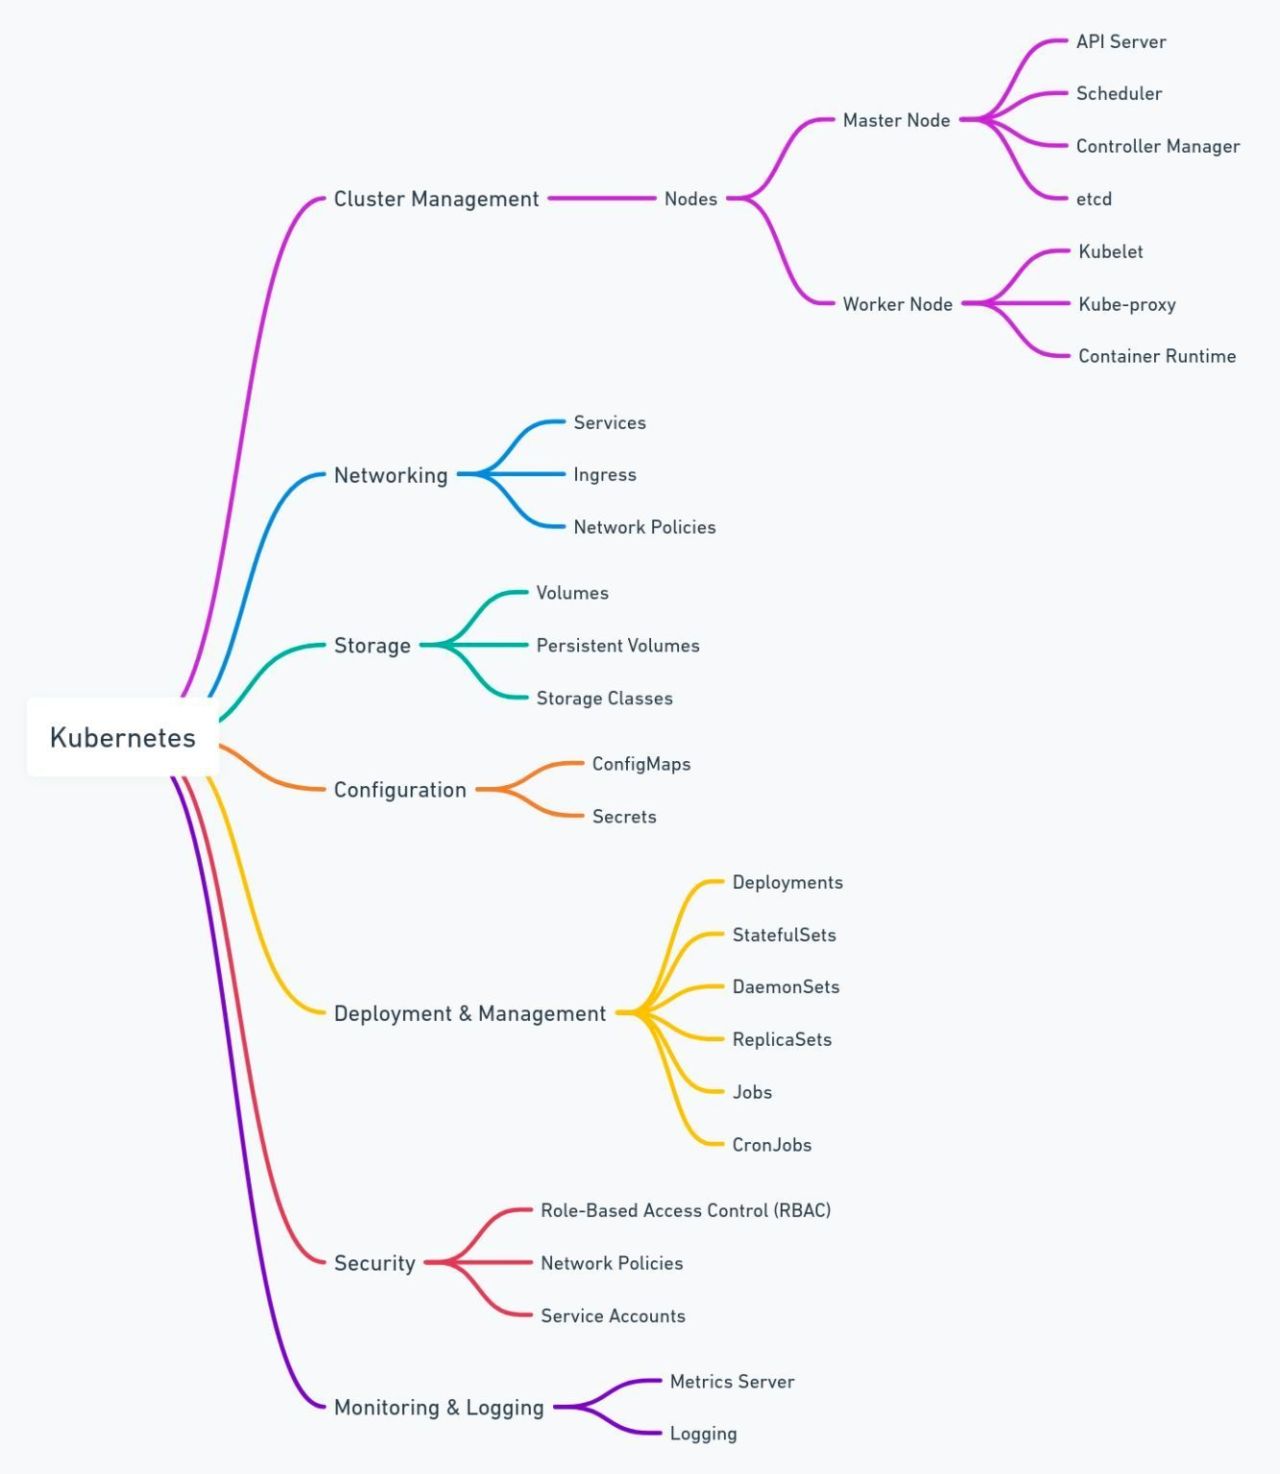 Kubernetes
Cluster Management
Nodes
Master Node
API Server
Scheduler
Controller Manager
etcd
Worker Node
Kubelet
Kube-proxy
Container Runtime
Networking
Services
Ingress
Network Policies
Storage
Volumes
Persistent Volumes
Storage Classes
Configuration
ConfigMaps
Secrets
Deployment & Management
Deployments
StatefulSets
DaemonSets
ReplicaSets
Jobs
CronJobs
Security
Role-Based Access Control (RBAC)
Network Policies
Service Accounts
Monitoring & Logging
Metrics Server
Logging